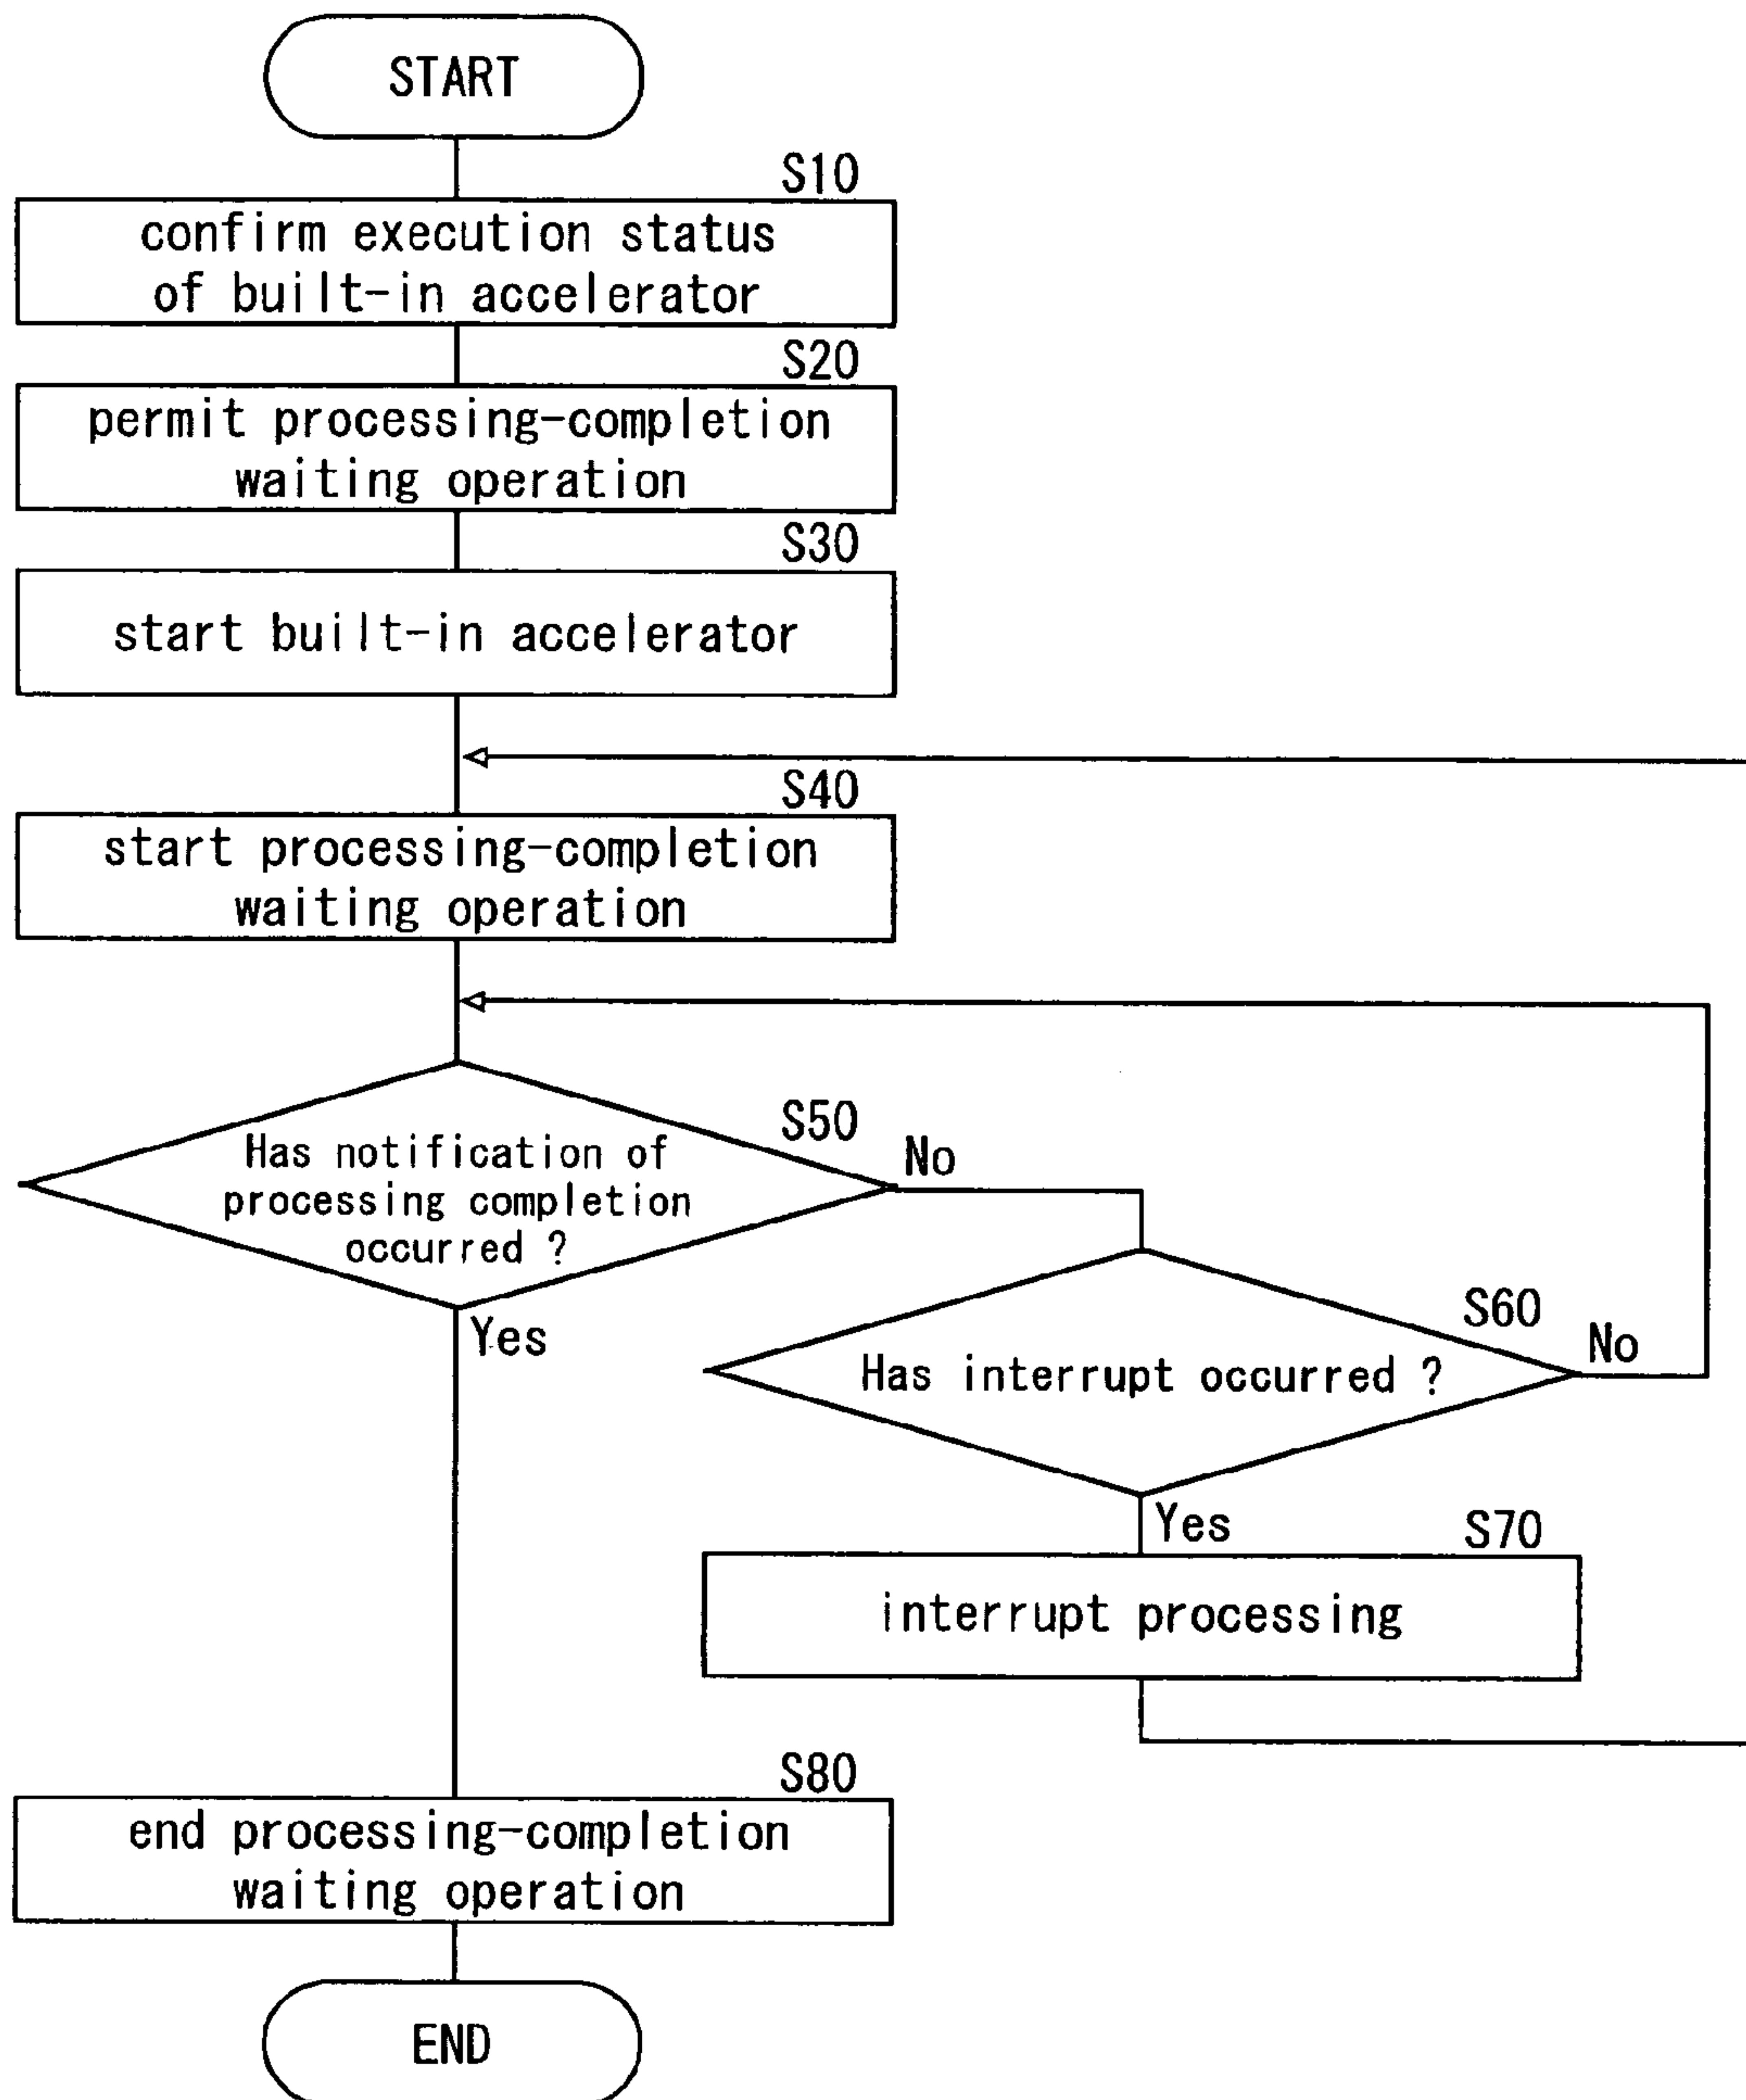 START
S10
confirm execution status
of built-in accelerator
S20
permit processing-completion
waiting operation
S30
start built-in accelerator
S40
start processing-completion
waiting operation
S50
Has notification of
processing completion
occurred ?
No
Yes
S60
Has interrupt occurred ?
No
Yes
S70
interrupt processing
S80
end processing-completion
waiting operation
END